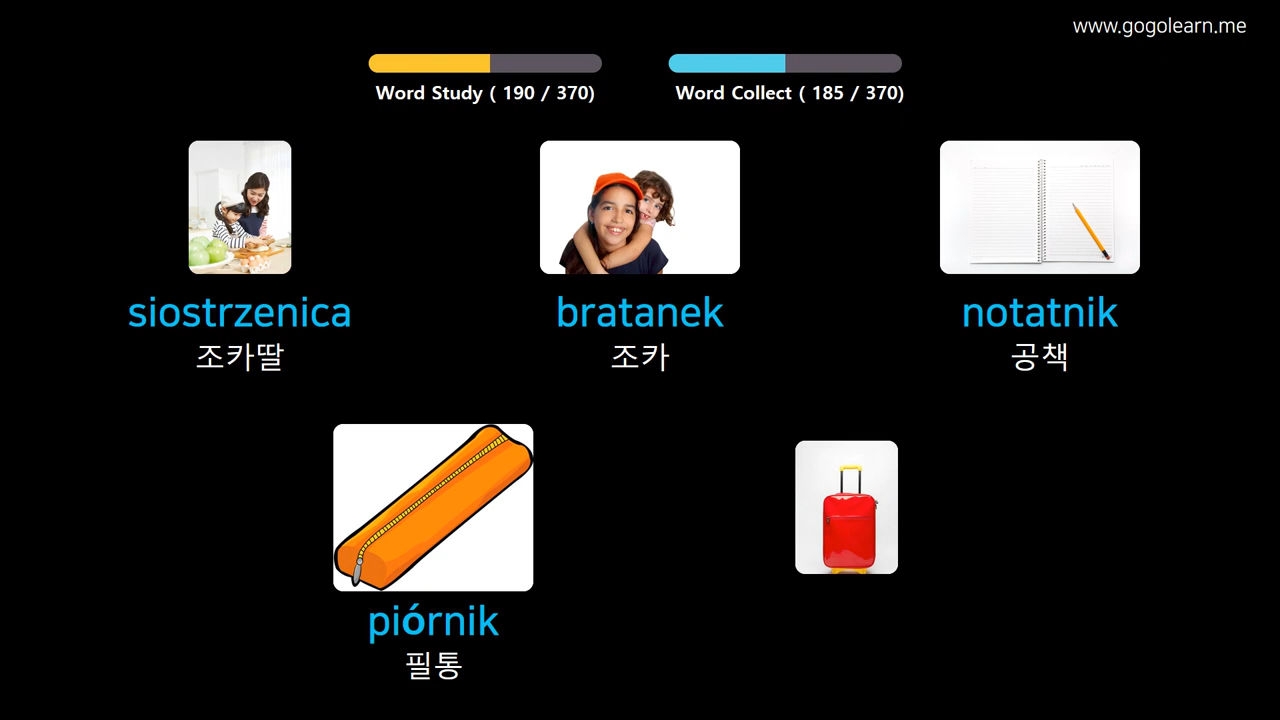 www.gogolearn.me
Word Study ( 190 / 370)
Word Collect ( 185 / 370)
siostrzenica
조카딸
bratanek
조카
notatnik
공책
piórnik
필통